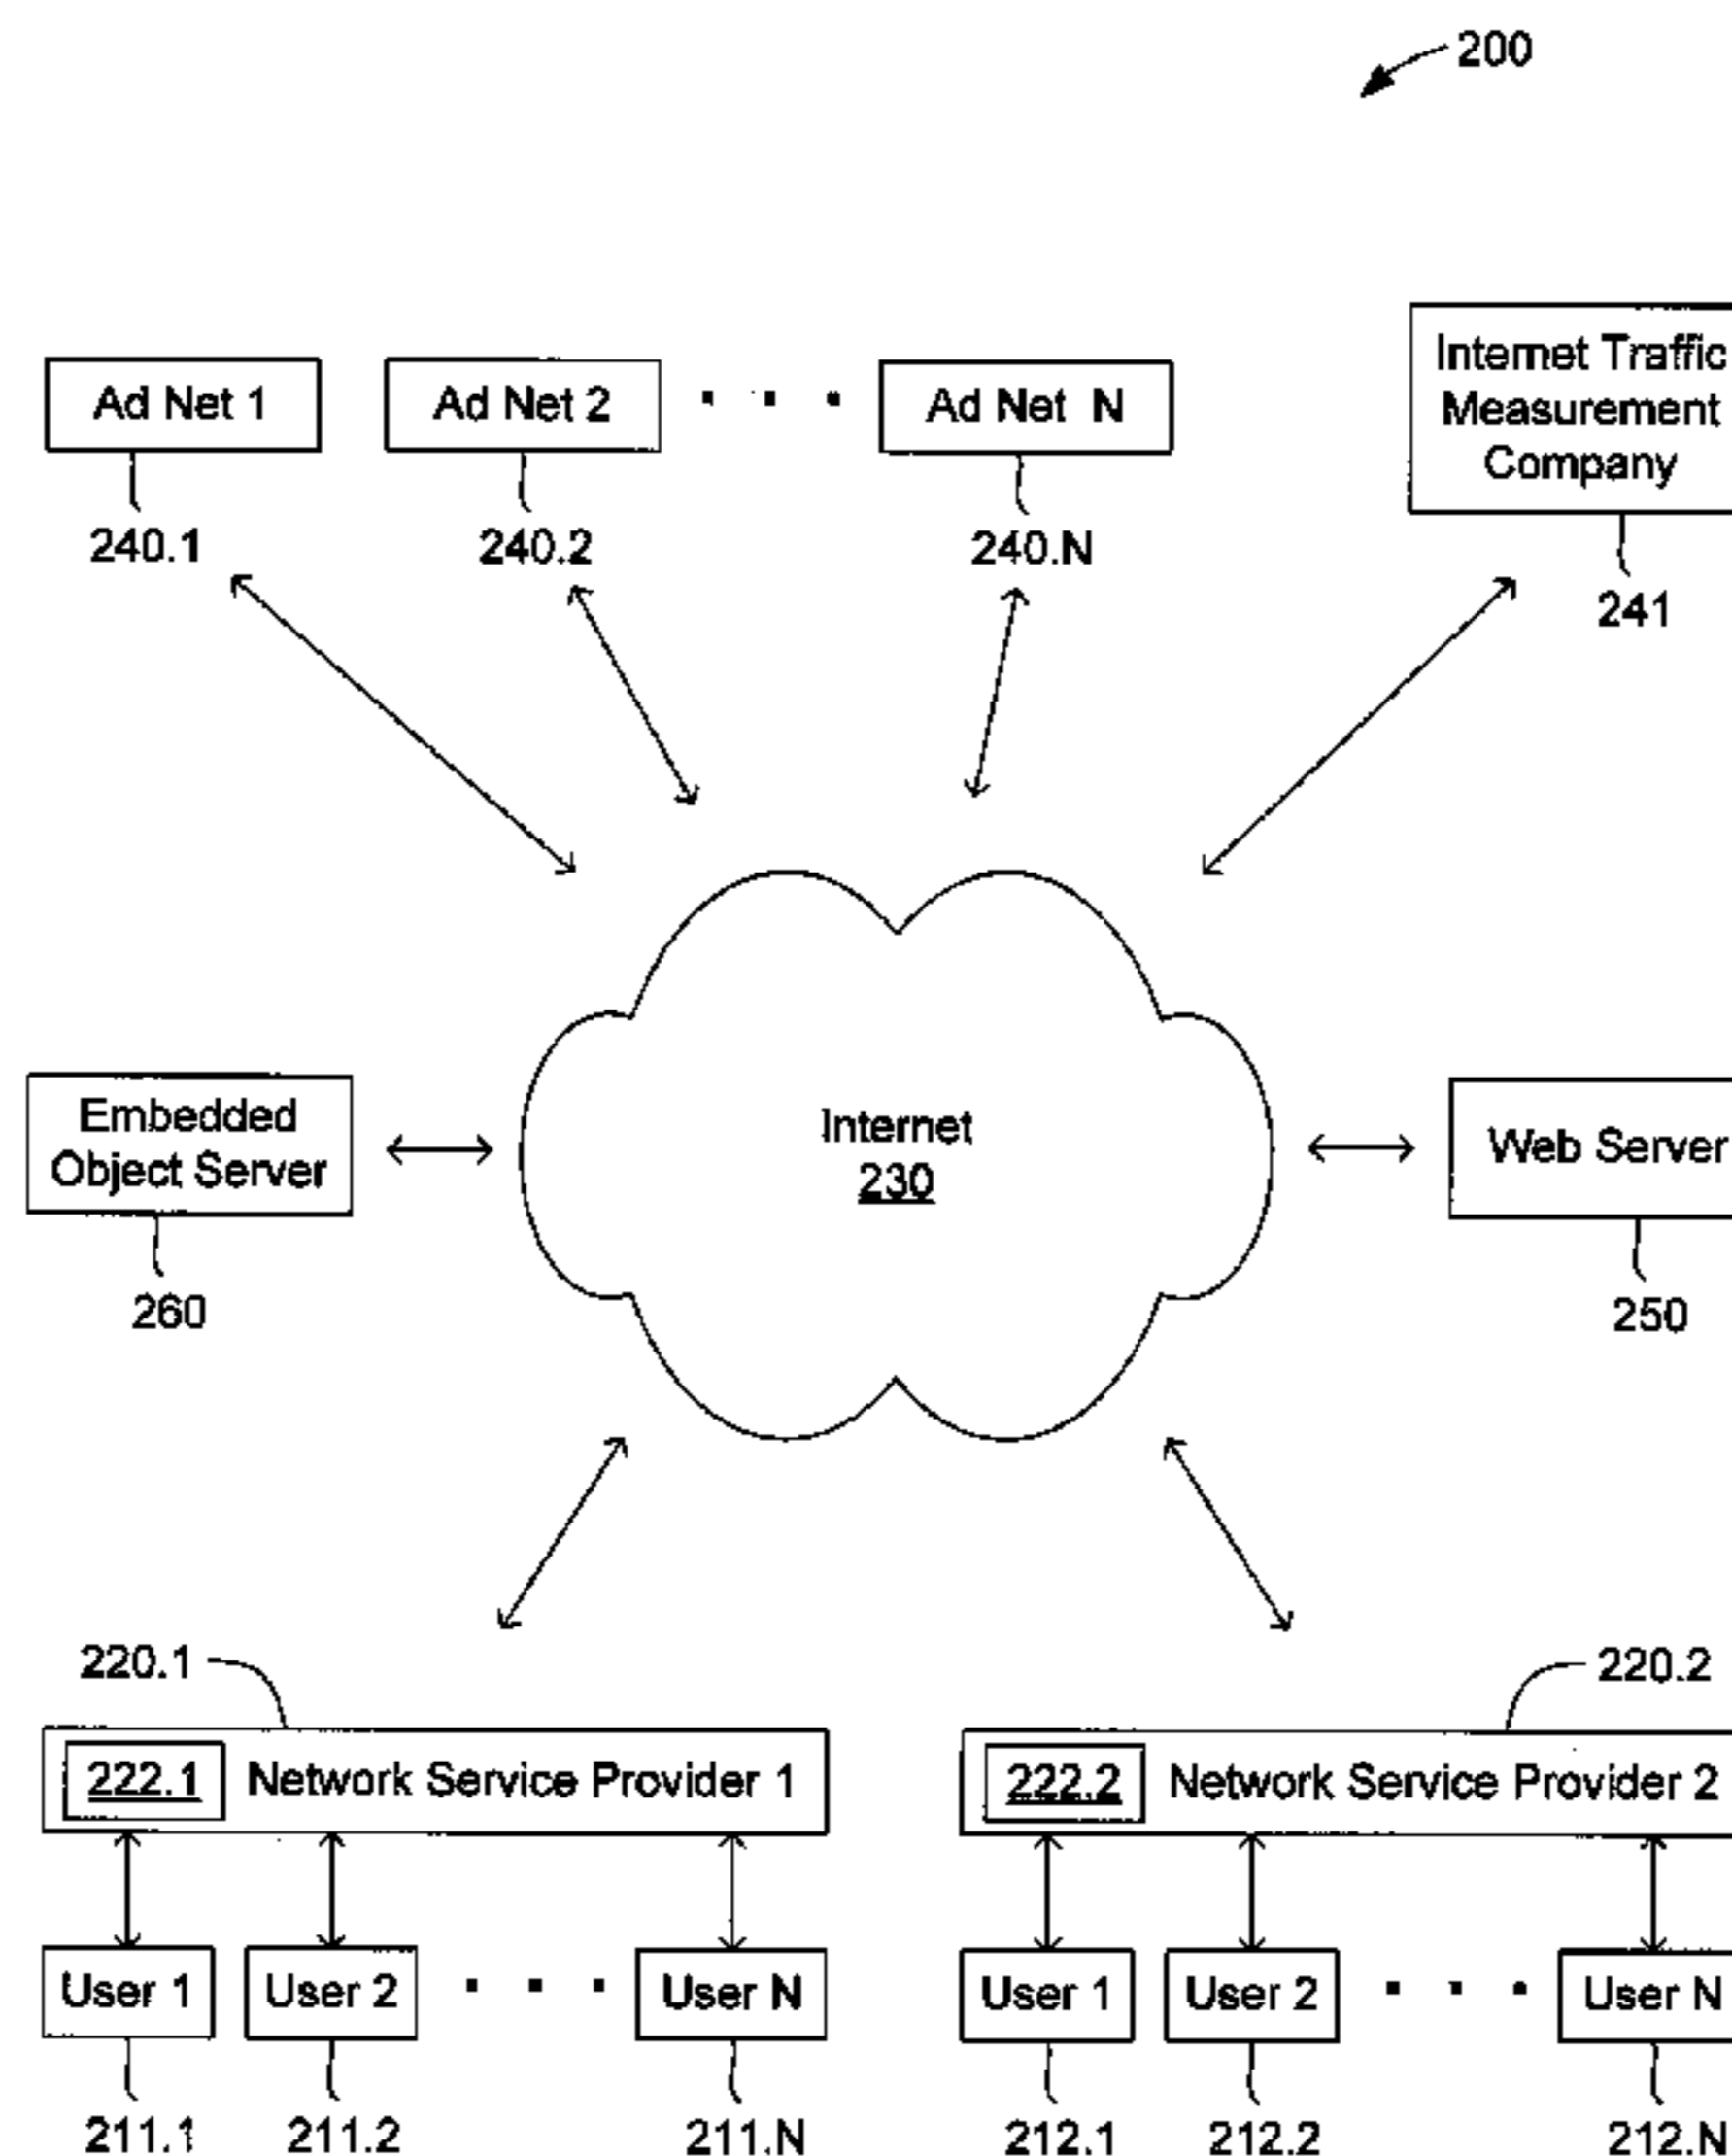 200
Ad Net 1
Ad Net 2
Ad Net N
Internet Traffic
Measurement
Company
240.1
240.2
240.N
241
Embedded
Object Server
Internet
230
Web Server
260
250
220.1
220.2
222.1 Network Service Provider 1
222.2 Network Service Provider 2
User 1
User 2
User N
User 1
User 2
User N
211.1
211.2
211.N
212.1
212.2
212.N